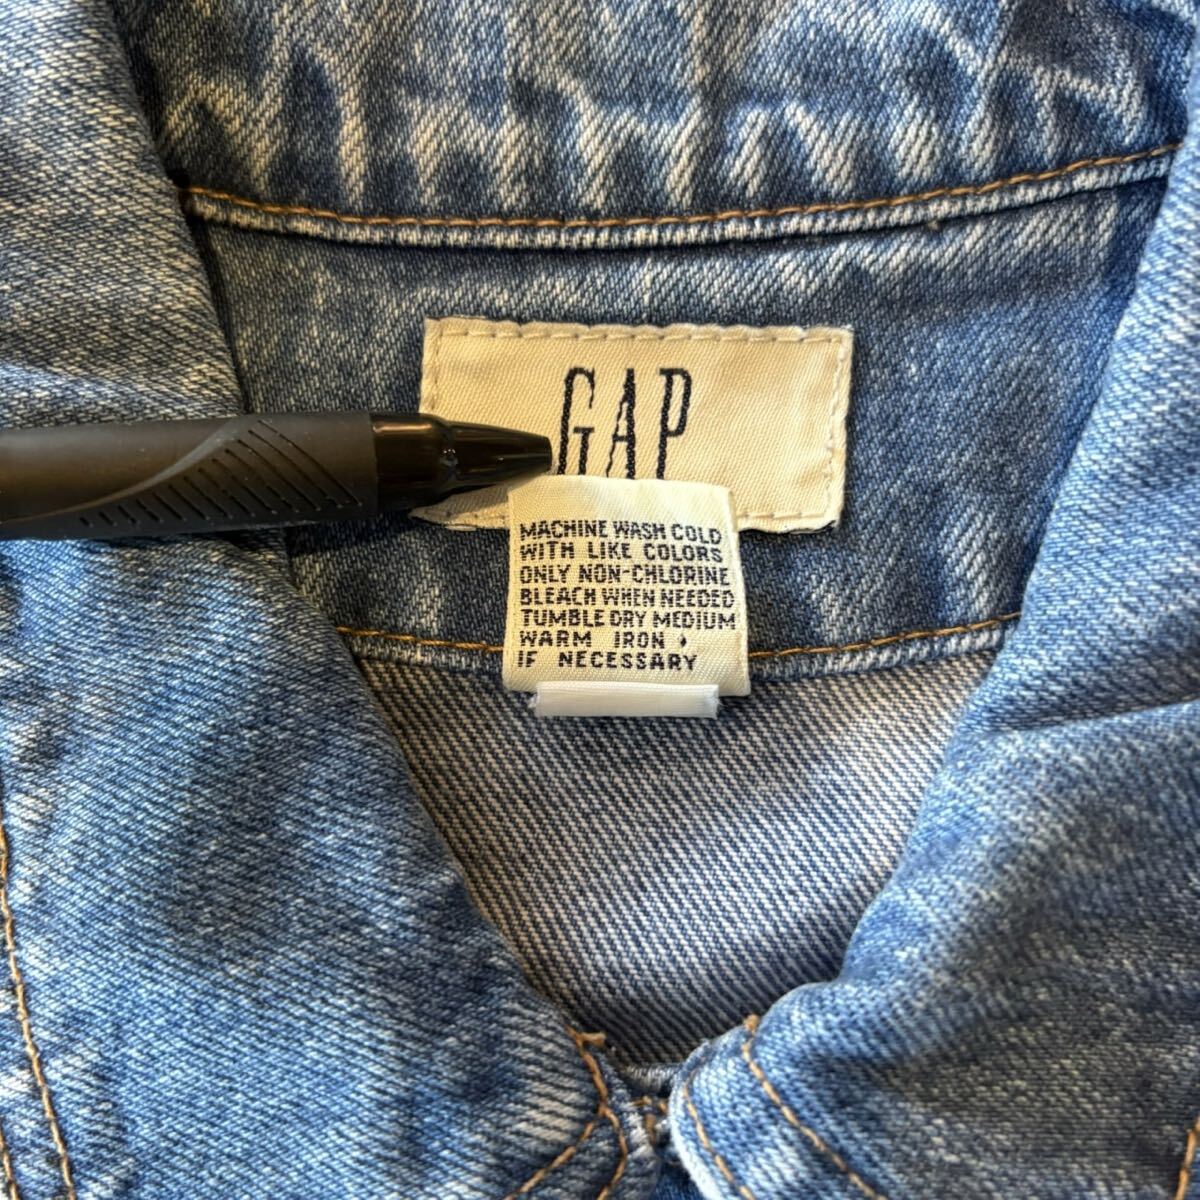 GAP
MACHINE WASH COLD
WITH LIKE COLORS
ONLY NON-CHLORINE
BLEACH WHEN NEEDED
TUMBLE DRY MEDIUM
WARM IRON
IF NECESSARY